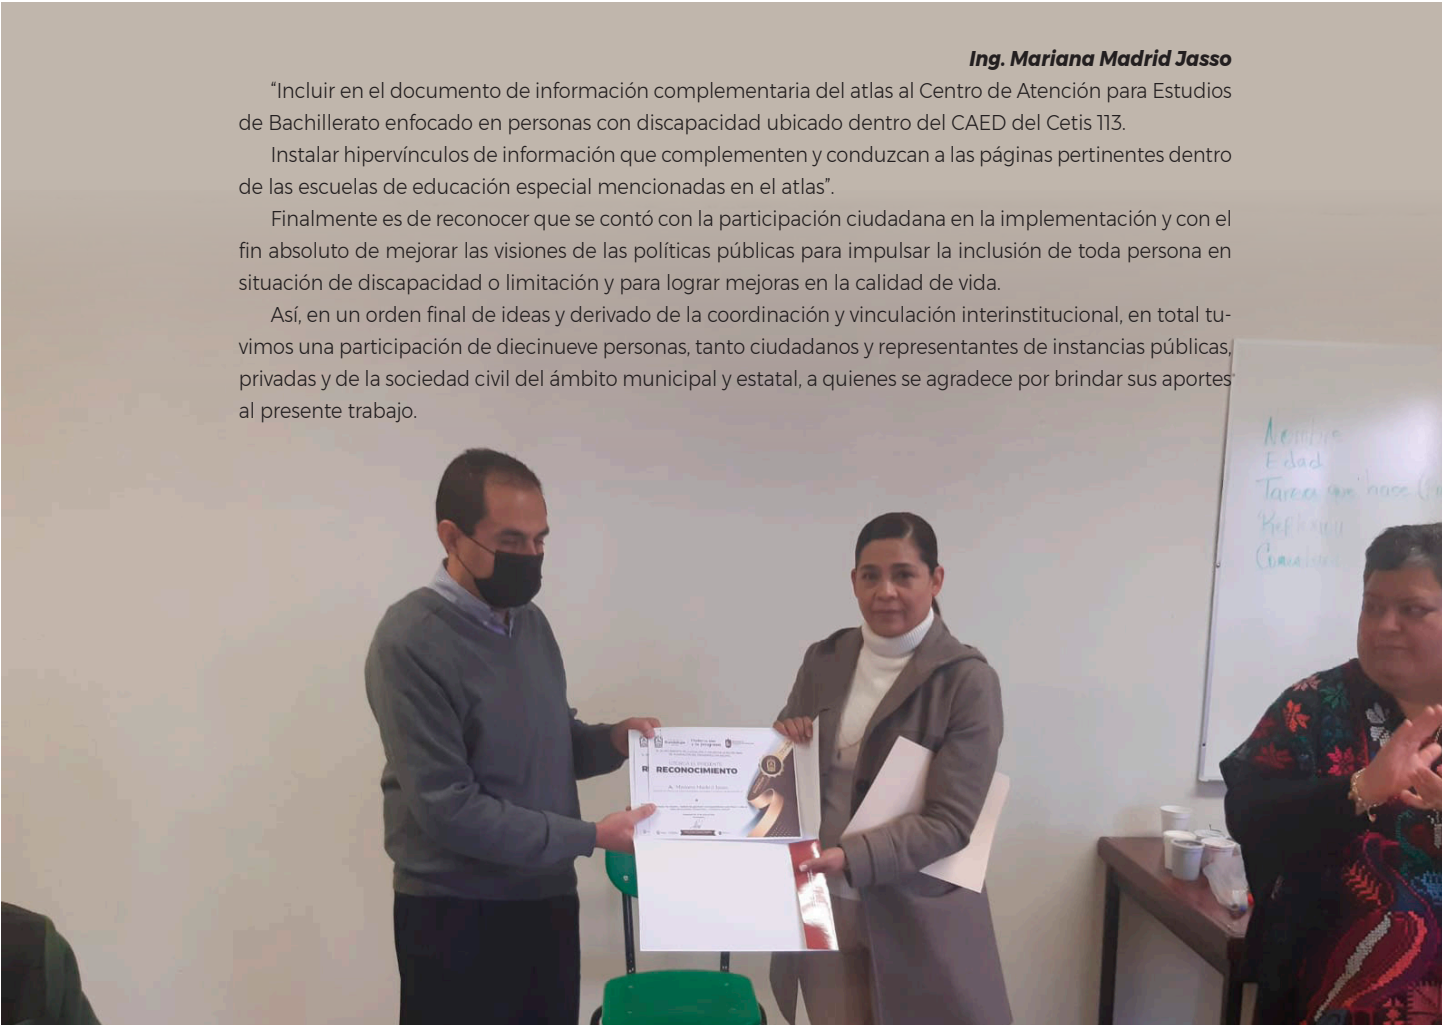 Ing. Mariana Madrid Jasso
“Incluir en el documento de información complementaria del atlas al Centro de Atención para Estudios
de Bachillerato enfocado en personas con discapacidad ubicado dentro del CAED del Cetis 113.
Instalar hipervínculos de información que complementen y conduzcan a las páginas pertinentes dentro
de las escuelas de educación especial mencionadas en el atlas”.
Finalmente es de reconocer que se contó con la participación ciudadana en la implementación y con el
fin absoluto de mejorar las visiones de las políticas públicas para impulsar la inclusión de toda persona en
situación de discapacidad o limitación y para lograr mejoras en la calidad de vida.
Así, en un orden final de ideas y derivado de la coordinación y vinculación interinstitucional, en total tu-
vimos una participación de diecinueve personas, tanto ciudadanos y representantes de instancias públicas,
privadas y de la sociedad civil del ámbito municipal y estatal, a quienes se agradece por brindar sus aportes
al presente trabajo.
Nombre
Edad
Tarea que hace
RECONOCIMIENTO